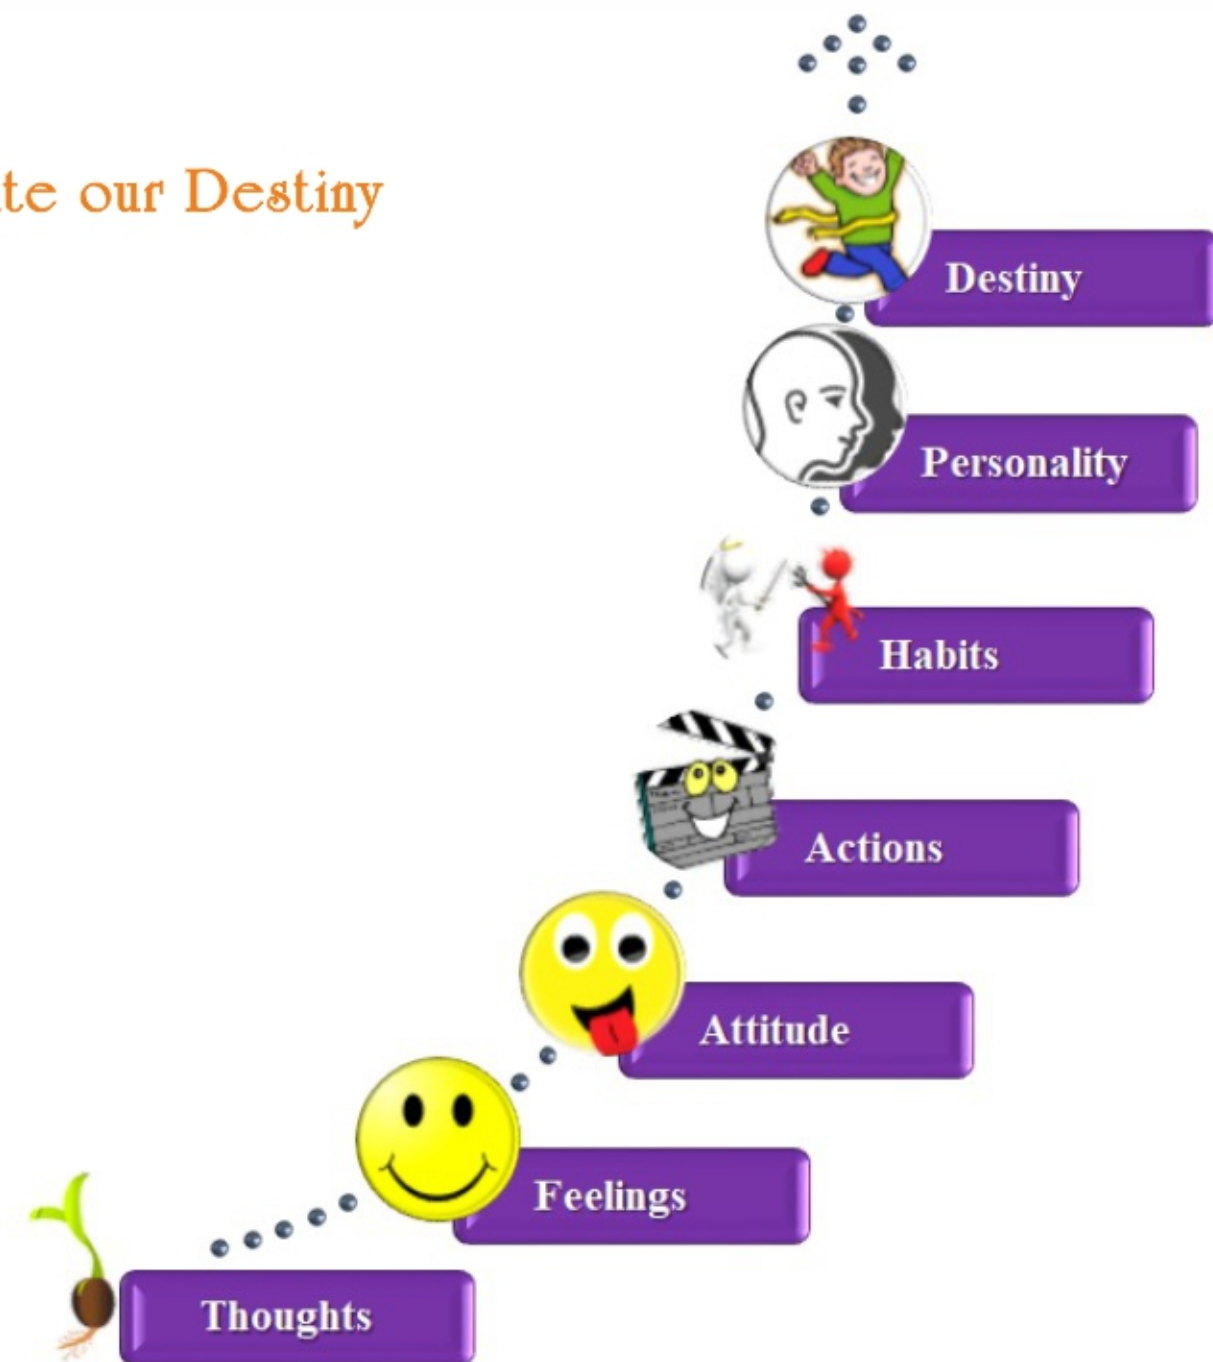 te our Destiny
Destiny
Personality
Habits
Actions
Attitude
Feelings
Thoughts